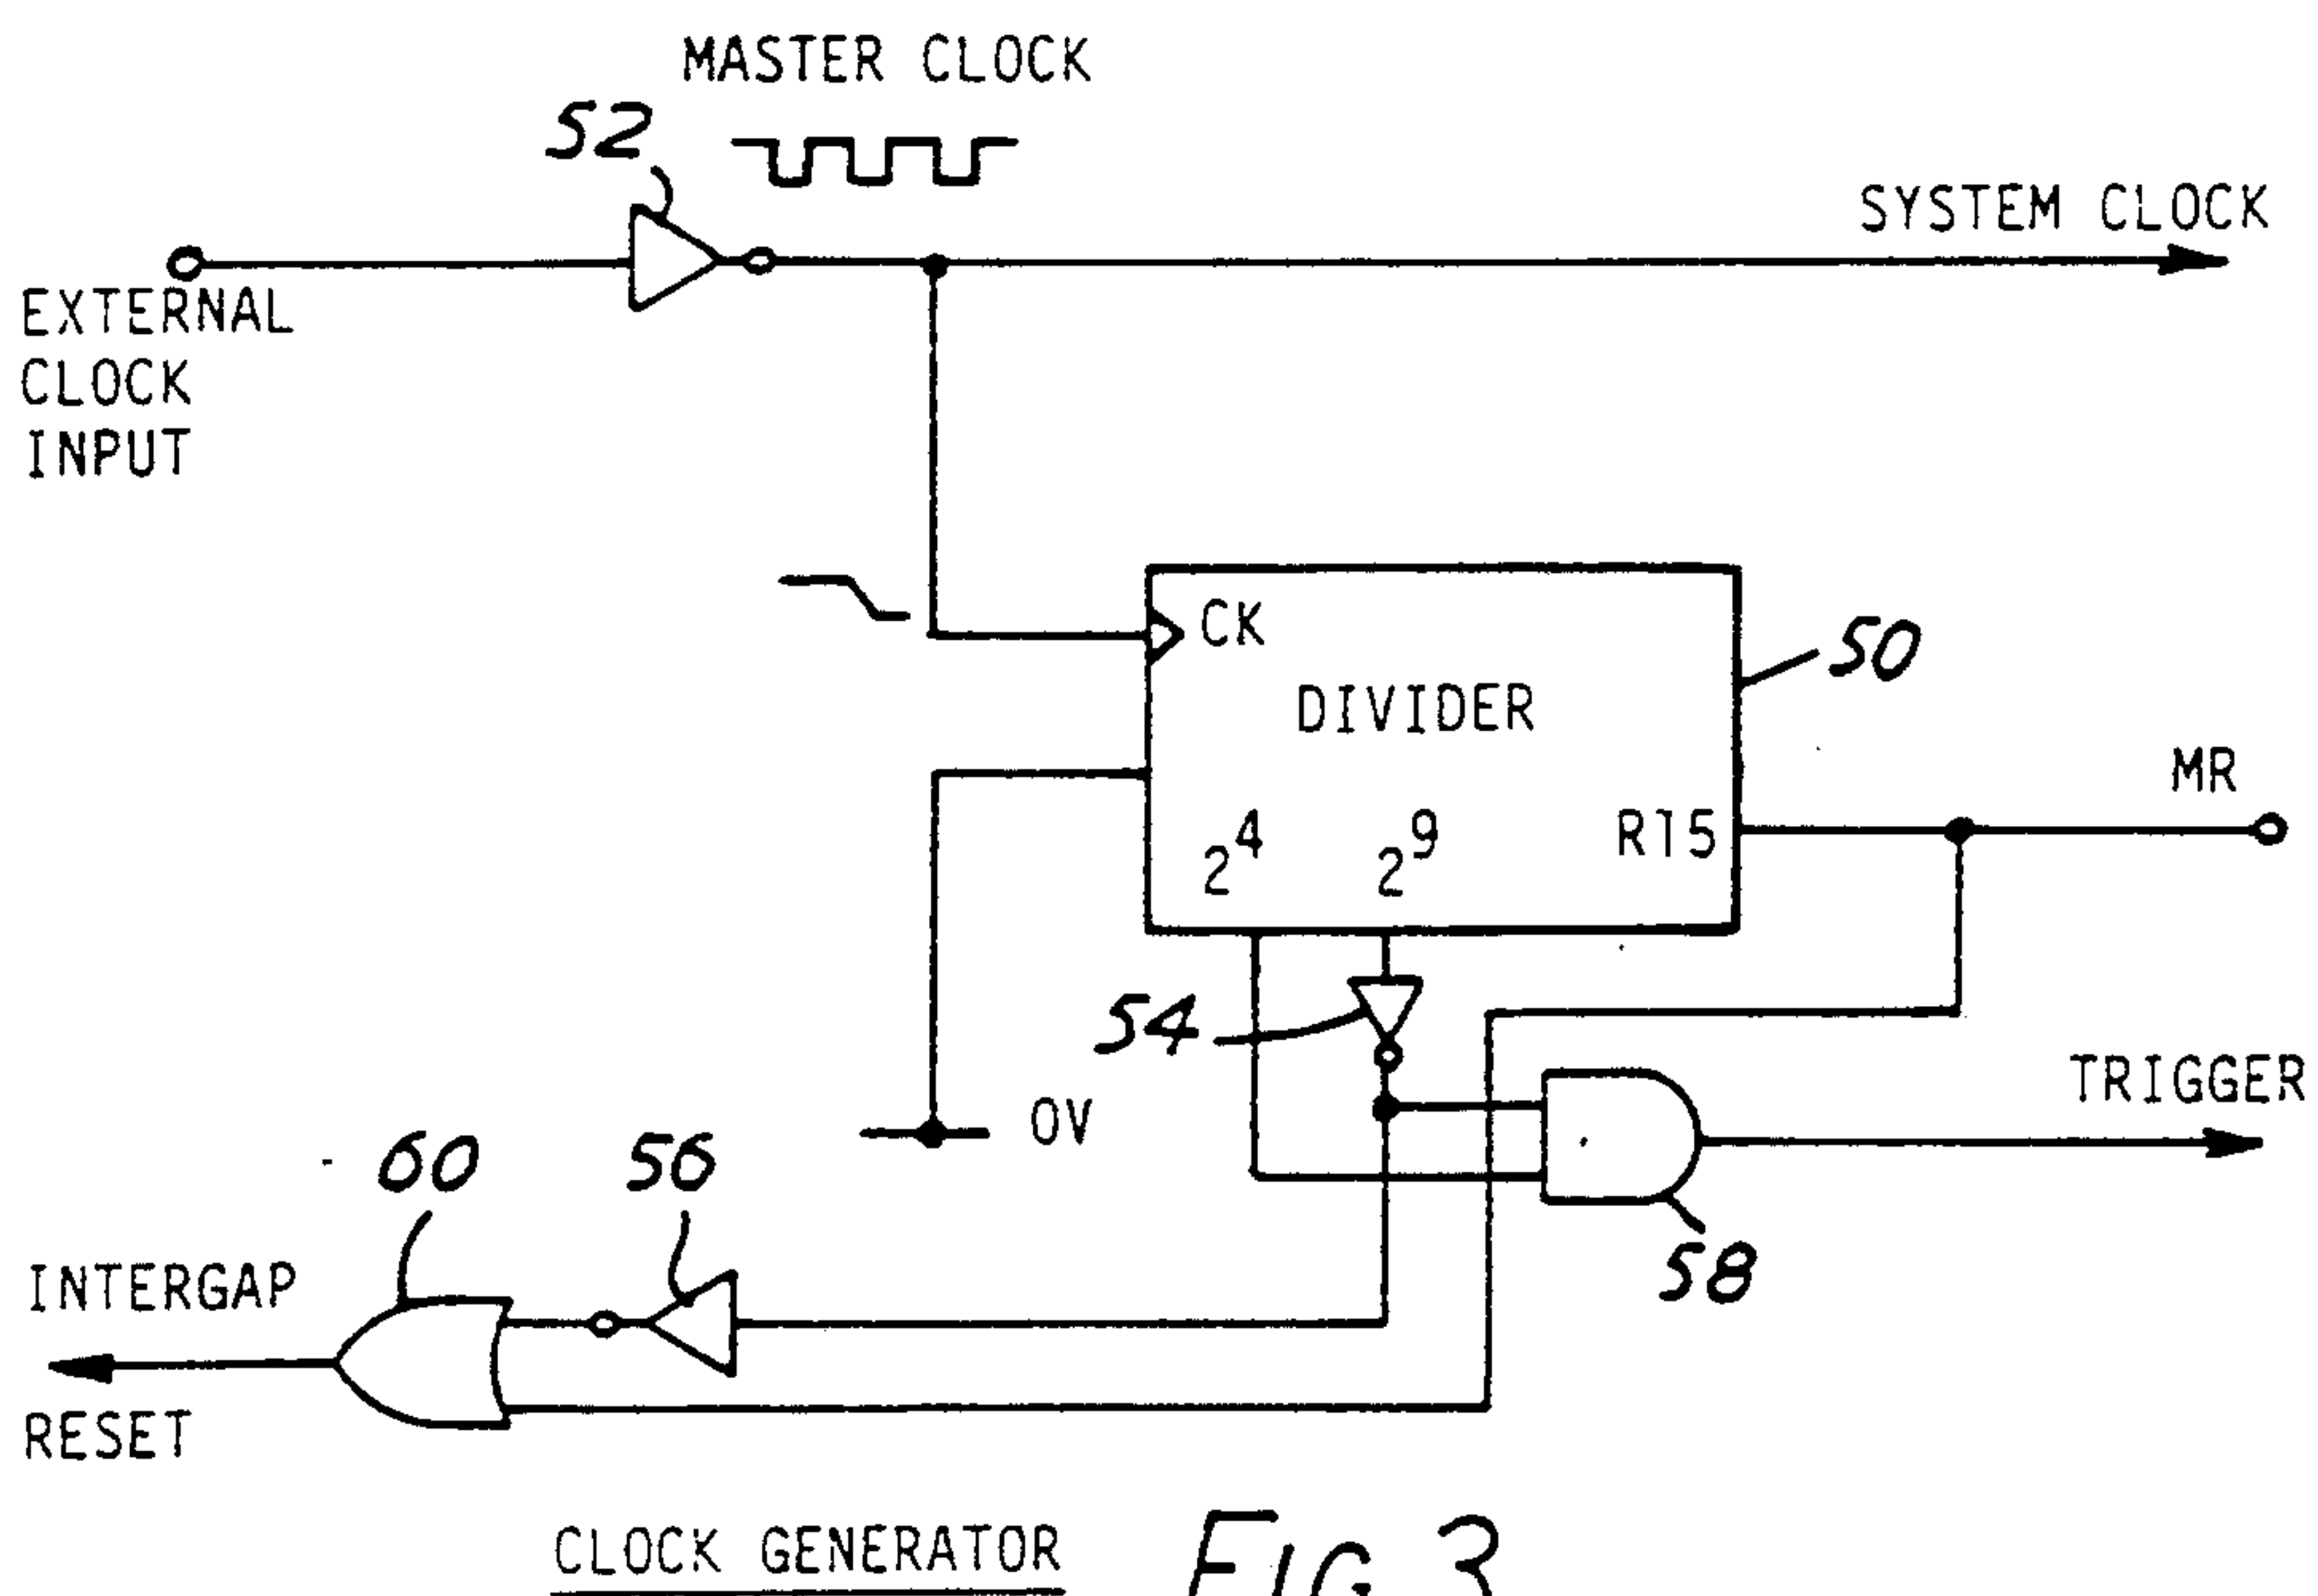 MASTER CLOCK
52
SYSTEM CLOCK
EXTERNAL
CLOCK
INPUT
CK
50
DIVIDER
MR
2^4
2^9
R15
54
TRIGGER
0V
60
56
58
INTERGAP
RESET
CLOCK GENERATOR
FIG 3